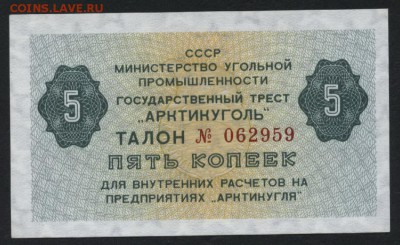 COINS.LAVE.RU
СССР
МИНИСТЕРСТВО УГОЛЬНОЙ
ПРОМЫШЛЕННОСТИ
ГОСУДАРСТВЕННЫЙ ТРЕСТ
5 „АРКТИКУГОЛЬ" 5
ТАЛОН № 062959
ПЯТЬ КОПЕЕК
ДЛЯ ВНУТРЕННИХ РАСЧЕТОВ НА
ПРЕДПРИЯТИЯХ „АРКТИКУГЛЯ"